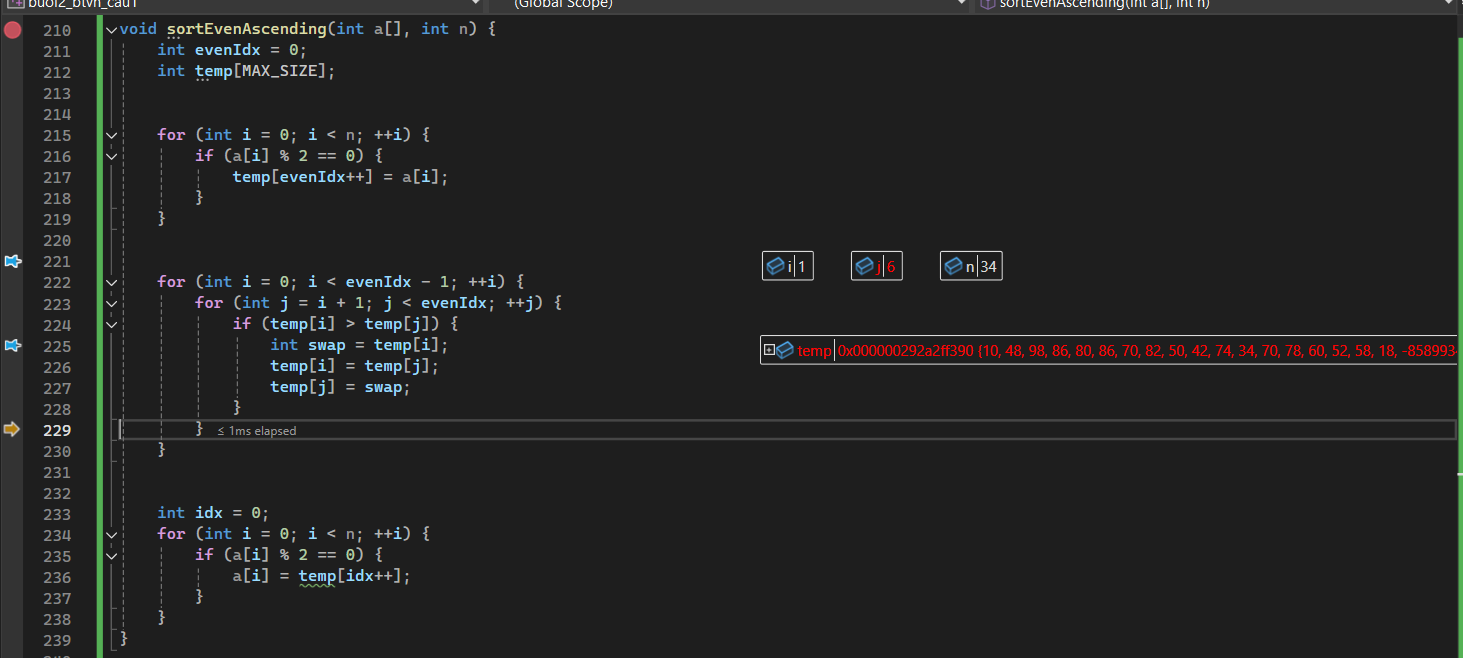 buoi2_btvn_cau1 (Global Scope) sortEvenAscending(int a[], int n)
210 void sortEvenAscending(int a[], int n) {
211 int evenIdx = 0;
212 int temp[MAX_SIZE];
213
214
215 for (int i = 0; i < n; ++i) {
216 if (a[i] % 2 == 0) {
217 temp[evenIdx++] = a[i];
218 }
219 }
220
221 i 1 j 6 n 34
222 for (int i = 0; i < evenIdx - 1; ++i) {
223 for (int j = i + 1; j < evenIdx; ++j) {
224 if (temp[i] > temp[j]) {
225 int swap = temp[i]; temp 0x000000292a2ff390 {10, 48, 98, 86, 80, 86, 70, 82, 50, 42, 74, 34, 70, 78, 60, 52, 58, 18, -858993
226 temp[i] = temp[j];
227 temp[j] = swap;
228 }
229 } ≤ 1ms elapsed
230 }
231
232
233 int idx = 0;
234 for (int i = 0; i < n; ++i) {
235 if (a[i] % 2 == 0) {
236 a[i] = temp[idx++];
237 }
238 }
239 }